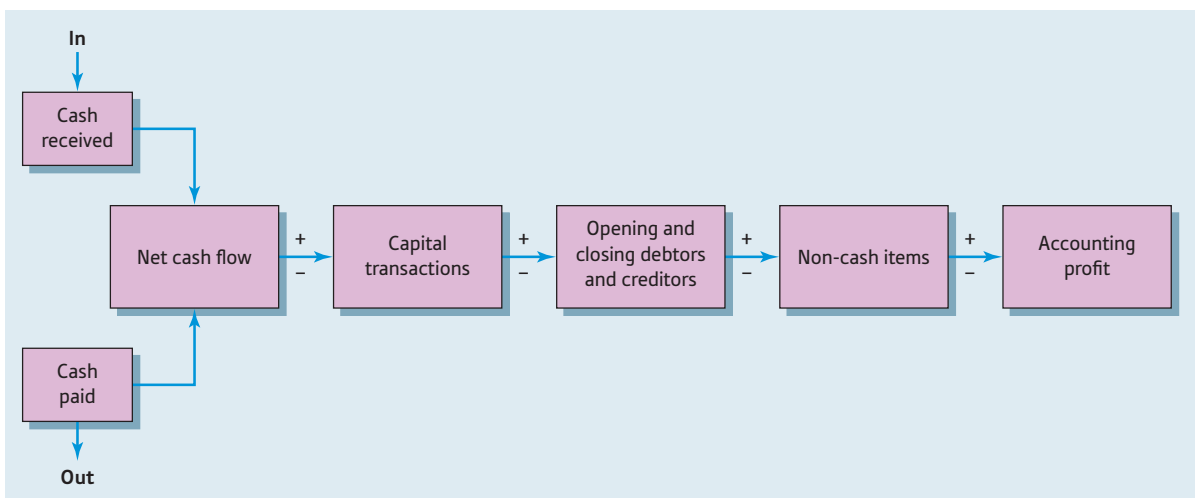 In
Cash
received
Net cash flow
+
–
Capital
transactions
+
–
Opening and
closing debtors
and creditors
+
–
Non-cash items
+
–
Accounting
profit
Cash
paid
Out